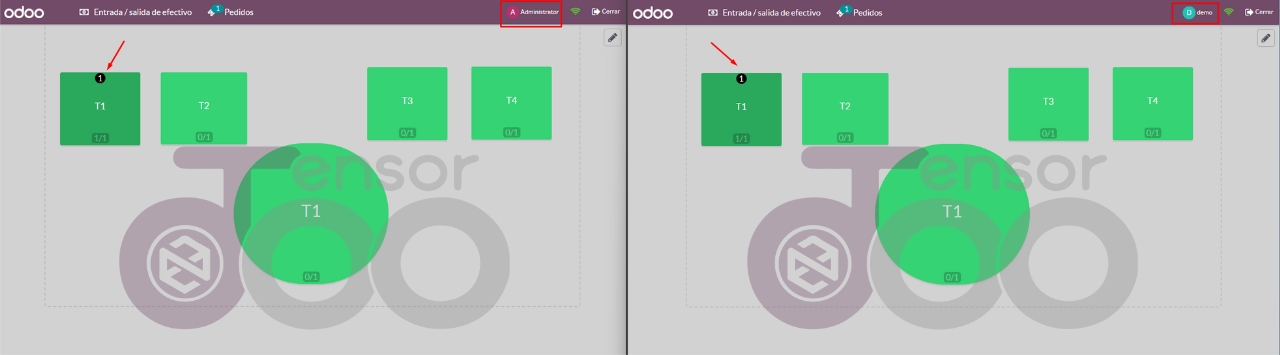 odoo Entrada / salida de efectivo 1 Pedidos A Administrator Cerrar
1
T1 T2 T3 T4
1/1 0/1 0/1 0/1
Tensor
T1
0/1
odoo Entrada / salida de efectivo 1 Pedidos D demo Cerrar
1
T1 T2 T3 T4
1/1 0/1 0/1 0/1
Tensor
T1
0/1